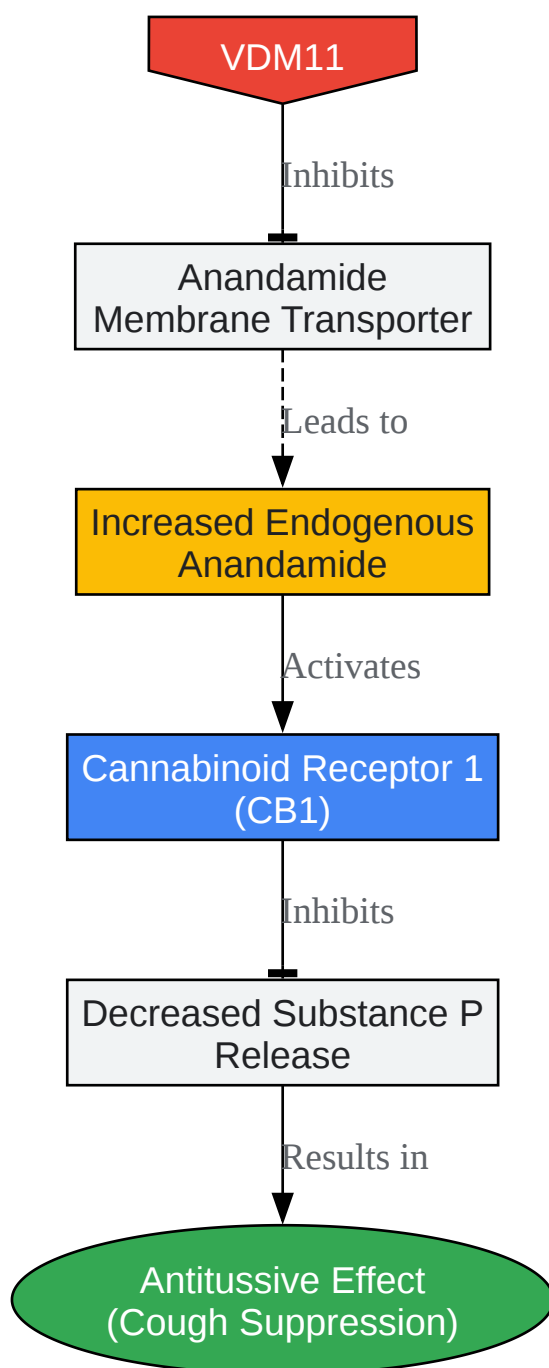 VDM11
Inhibits
Anandamide
Membrane Transporter
Leads to
Increased Endogenous
Anandamide
Activates
Cannabinoid Receptor 1
(CB1)
Inhibits
Decreased Substance P
Release
Results in
Antitussive Effect
(Cough Suppression)